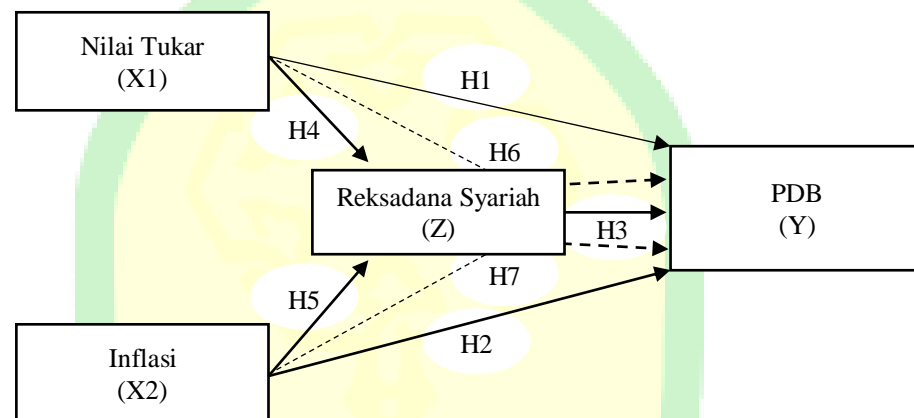 Nilai Tukar
(X1)
H1
H4
H6
Reksadana Syariah
(Z)
PDB
(Y)
H3
H7
H5
H2
Inflasi
(X2)